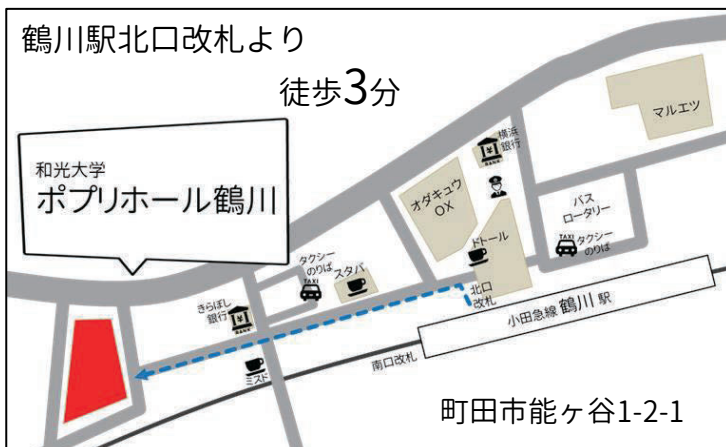 鶴川駅北口改札より
徒歩3分
和光大学
ポプリホール鶴川
マルエツ
横浜
銀行
BANK
オダキュウ
OX
バス
ロータリー
ドトール
TAXI
タクシー
のりば
タクシー
のりば
TAXI
スタバ
北口
改札
小田急線 鶴川 駅
きらぼし
銀行
BANK
南口改札
ミスド
町田市能ヶ谷1-2-1